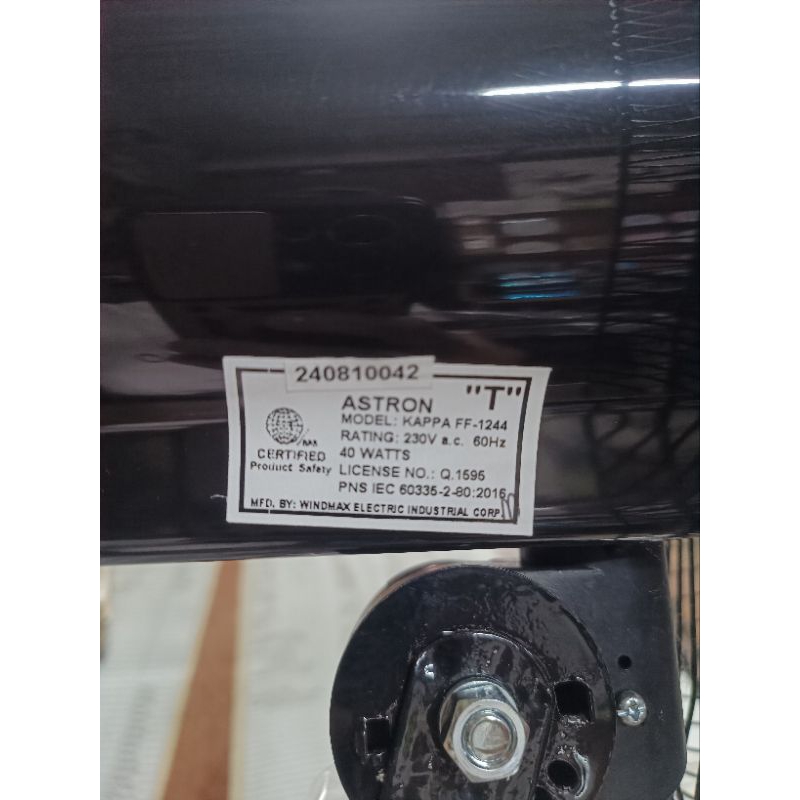 240810042
"T"
ASTRON
MODEL: KAPPA FF-1244
RATING: 230V a.c. 60Hz
40 WATTS
LICENSE NO.: Q.1595
PNS IEC 60335-2-80:2016
CERTIFIED
Product Safety
MFD. BY: WINDMAX ELECTRIC INDUSTRIAL CORP.